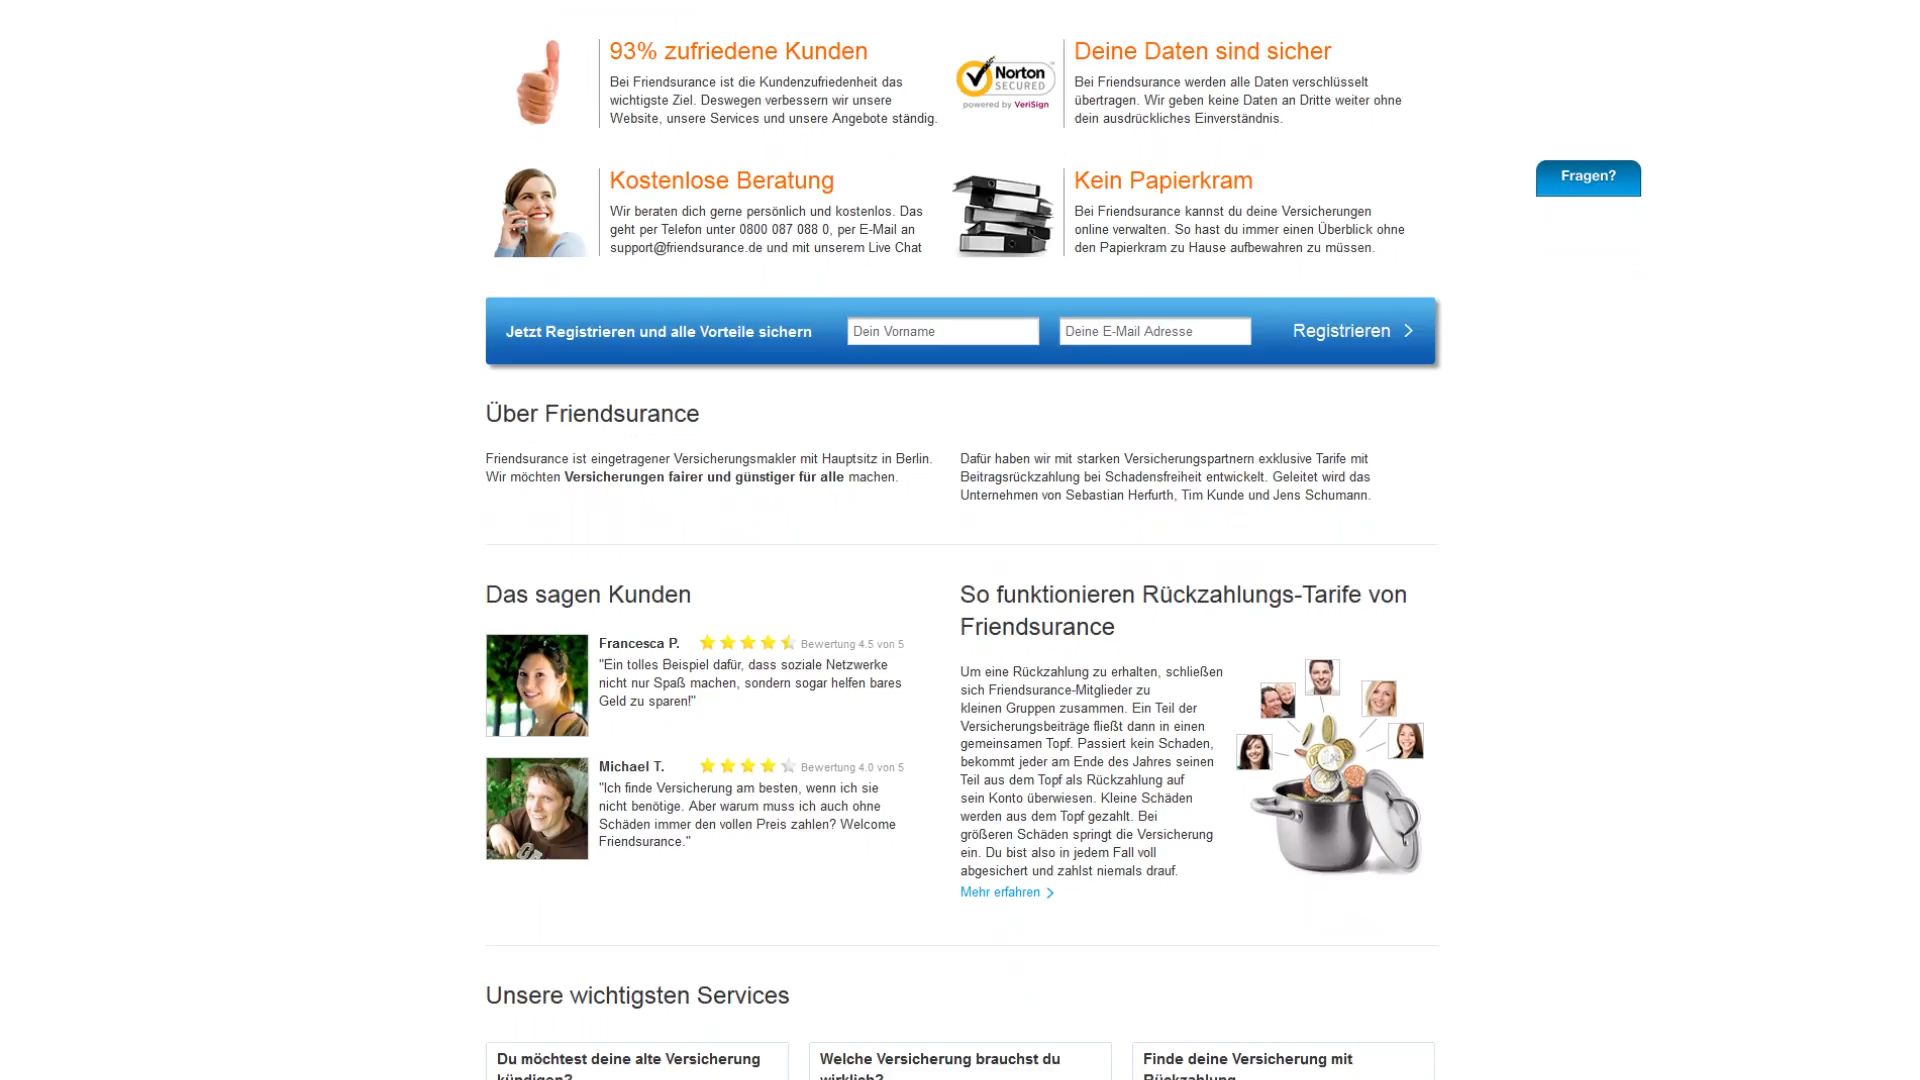 93% zufriedene Kunden
Bei Friendsurance ist die Kundenzufriedenheit das
wichtigste Ziel. Deswegen verbessern wir unsere
Website, unsere Services und unsere Angebote ständig.
Norton
SECURED
powered by VeriSign
Deine Daten sind sicher
Bei Friendsurance werden alle Daten verschlüsselt
übertragen. Wir geben keine Daten an Dritte weiter ohne
dein ausdrückliches Einverständnis.
Fragen?
Kostenlose Beratung
Wir beraten dich gerne persönlich und kostenlos. Das
geht per Telefon unter 0800 087 088 0, per E-Mail an
support@friendsurance.de und mit unserem Live Chat
Kein Papierkram
Bei Friendsurance kannst du deine Versicherungen
online verwalten. So hast du immer einen Überblick ohne
den Papierkram zu Hause aufbewahren zu müssen.
Jetzt Registrieren und alle Vorteile sichern
Dein Vorname
Deine E-Mail Adresse
Registrieren
Über Friendsurance
Friendsurance ist eingetragener Versicherungsmakler mit Hauptsitz in Berlin.
Wir möchten Versicherungen fairer und günstiger für alle machen.
Dafür haben wir mit starken Versicherungspartnern exklusive Tarife mit
Beitragsrückzahlung bei Schadensfreiheit entwickelt. Geleitet wird das
Unternehmen von Sebastian Herfurth, Tim Kunde und Jens Schumann.
Das sagen Kunden
Francesca P.
Bewertung 4.5 von 5
"Ein tolles Beispiel dafür, dass soziale Netzwerke
nicht nur Spaß machen, sondern sogar helfen bares
Geld zu sparen!"
Michael T.
Bewertung 4.0 von 5
"Ich finde Versicherung am besten, wenn ich sie
nicht benötige. Aber warum muss ich auch ohne
Schäden immer den vollen Preis zahlen? Welcome
Friendsurance."
So funktionieren Rückzahlungs-Tarife von
Friendsurance
Um eine Rückzahlung zu erhalten, schließen
sich Friendsurance-Mitglieder zu
kleinen Gruppen zusammen. Ein Teil der
Versicherungsbeiträge fließt dann in einen
gemeinsamen Topf. Passiert kein Schaden,
bekommt jeder am Ende des Jahres seinen
Teil aus dem Topf als Rückzahlung auf
sein Konto überwiesen. Kleine Schäden
werden aus dem Topf gezahlt. Bei
größeren Schäden springt die Versicherung
ein. Du bist also in jedem Fall voll
abgesichert und zahlst niemals drauf.
Mehr erfahren
Unsere wichtigsten Services
Du möchtest deine alte Versicherung
kündigen?
Welche Versicherung brauchst du
wirklich?
Finde deine Versicherung mit
Rückzahlung